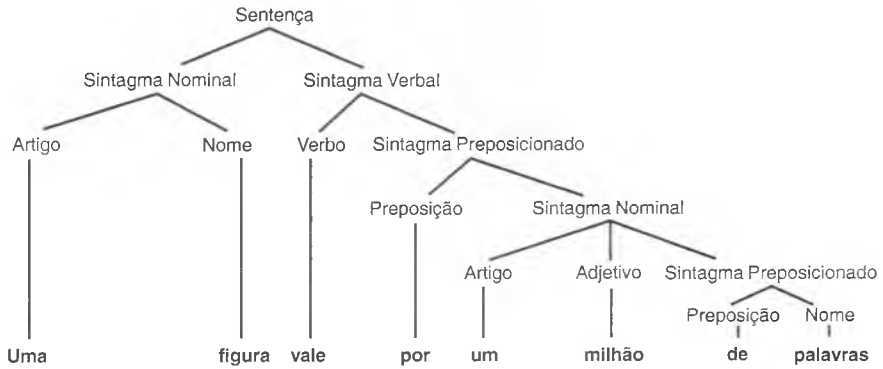 Sentença
Sintagma Nominal Sintagma Verbal
Artigo Nome Verbo Sintagma Preposicionado
Preposição Sintagma Nominal
Artigo Adjetivo Sintagma Preposicionado
Preposição Nome
Uma figura vale por um milhão de palavras